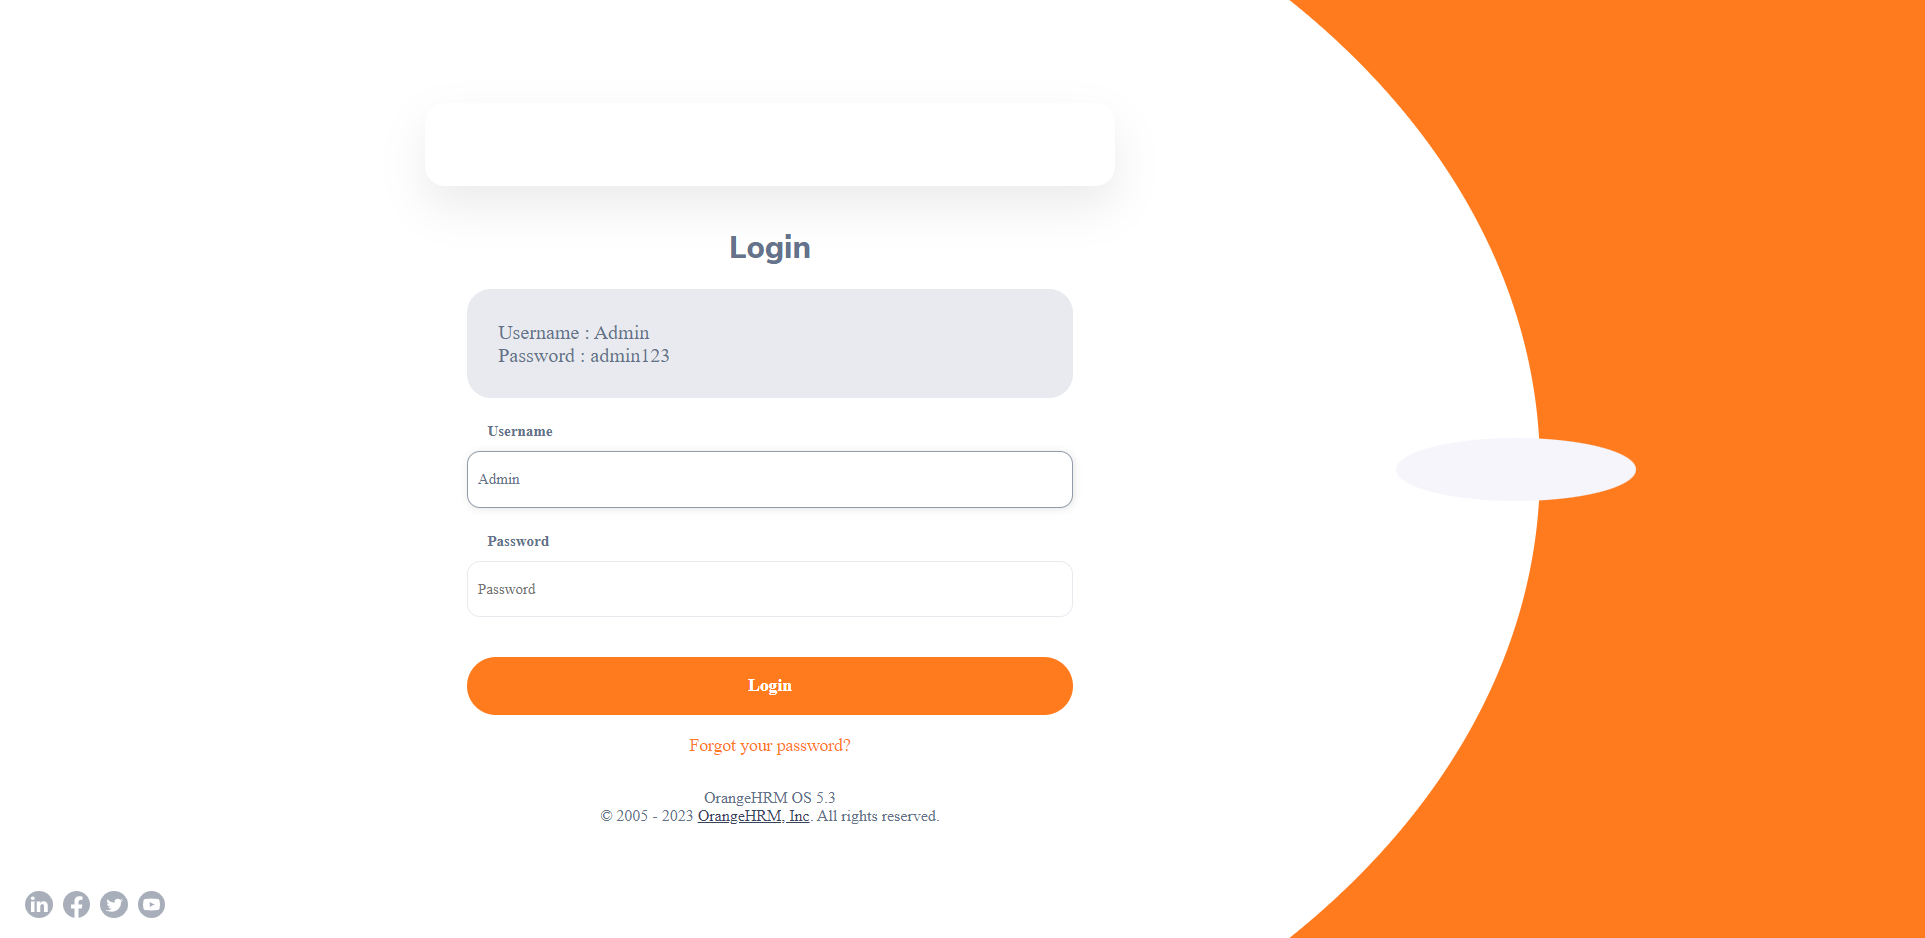 Login
Username : Admin
Password : admin123
Username
Admin
Password
Password
Login
Forgot your password?
OrangeHRM OS 5.3
© 2005 - 2023 OrangeHRM, Inc. All rights reserved.